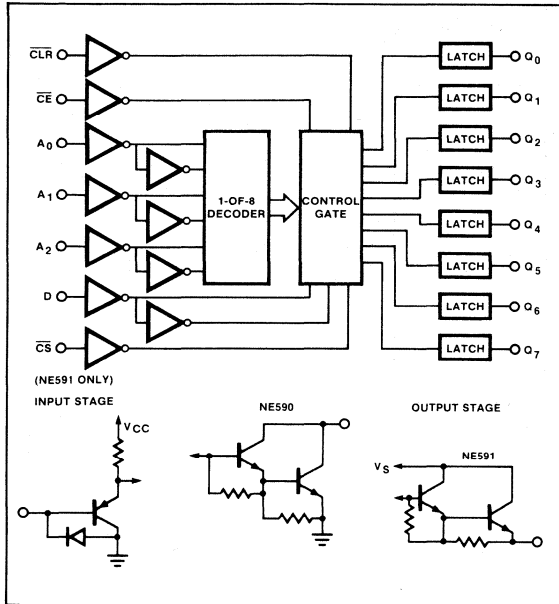 CLR
CE
A0
A1
A2
D
CS
(NE591 ONLY)
1-OF-8
DECODER
CONTROL
GATE
LATCH
Q0
LATCH
Q1
LATCH
Q2
LATCH
Q3
LATCH
Q4
LATCH
Q5
LATCH
Q6
LATCH
Q7
INPUT STAGE
VCC
NE590
OUTPUT STAGE
VS
NE591